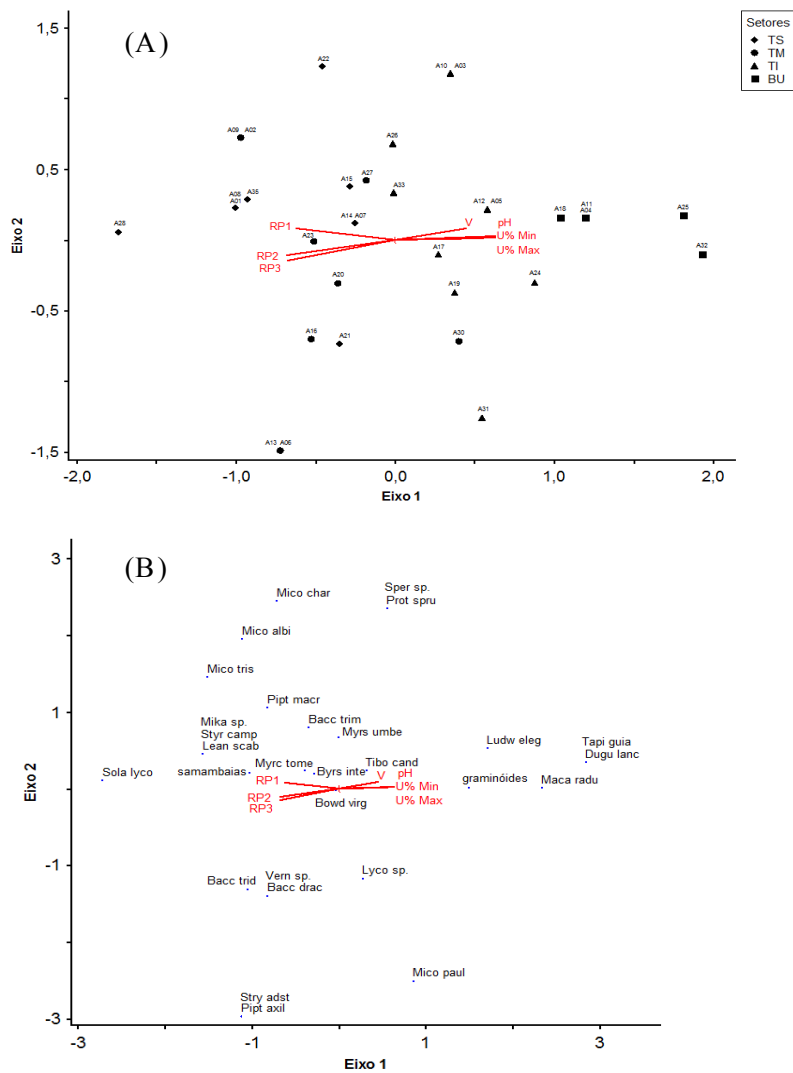 (A)
Setores
TS
TM
TI
BU
1,5
0,5
-0,5
-1,5
Eixo 2
A22
A10 A03
A09 A02
A26
A15
A27
A33
A08
A01
A35
A28
A14 A07
A12 A05
A18
A11
A04
A25
A32
A23
A17
A20
A19
A24
A16
A21
A30
A31
A13 A06
RP1
RP2
RP3
V
pH
U% Min
U% Max
-2,0
-1,0
0,0
1,0
2,0
Eixo 1
(B)
3
1
-1
-3
Eixo 2
Mico char
Sper sp.
Prot spru
Mico albi
Mico tris
Pipt macr
Mika sp.
Styr camp
Lean scab
Bacc trim
Myrs umbe
Ludw eleg
Tapi guia
Dugu lanc
Sola lyco
samambaias
Myrc tome
Byrs inte
Tibo cand
graminóides
Maca radu
RP1
RP2
RP3
V
pH
U% Min
U% Max
Bowd virg
Bacc trid
Vern sp.
Bacc drac
Lyco sp.
Mico paul
Stry adst
Pipt axil
-3
-1
1
3
Eixo 1